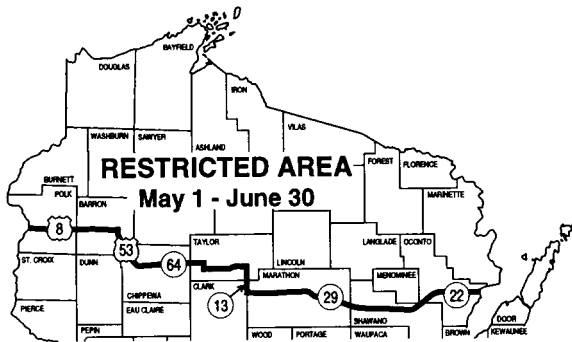 BAYFIELD
DOUGLAS
IRON
VILAS
WASHBURN
SAWYER
ASHLAND
FOREST
FLORENCE
RESTRICTED AREA
May 1 - June 30
BURNETT
POLK
BARRON
MARINETTE
8
53
TAYLOR
LANGLADE
OCONTO
ST. CROIX
DUNN
64
LINCOLN
MARATHON
MENOMINEE
CLARK
CHIPPEWA
13
29
22
PIERCE
EAU CLAIRE
SHAWANO
DOOR
PEPIN
WOOD
PORTAGE
WAUPACA
BROWN
KEWAUNEE